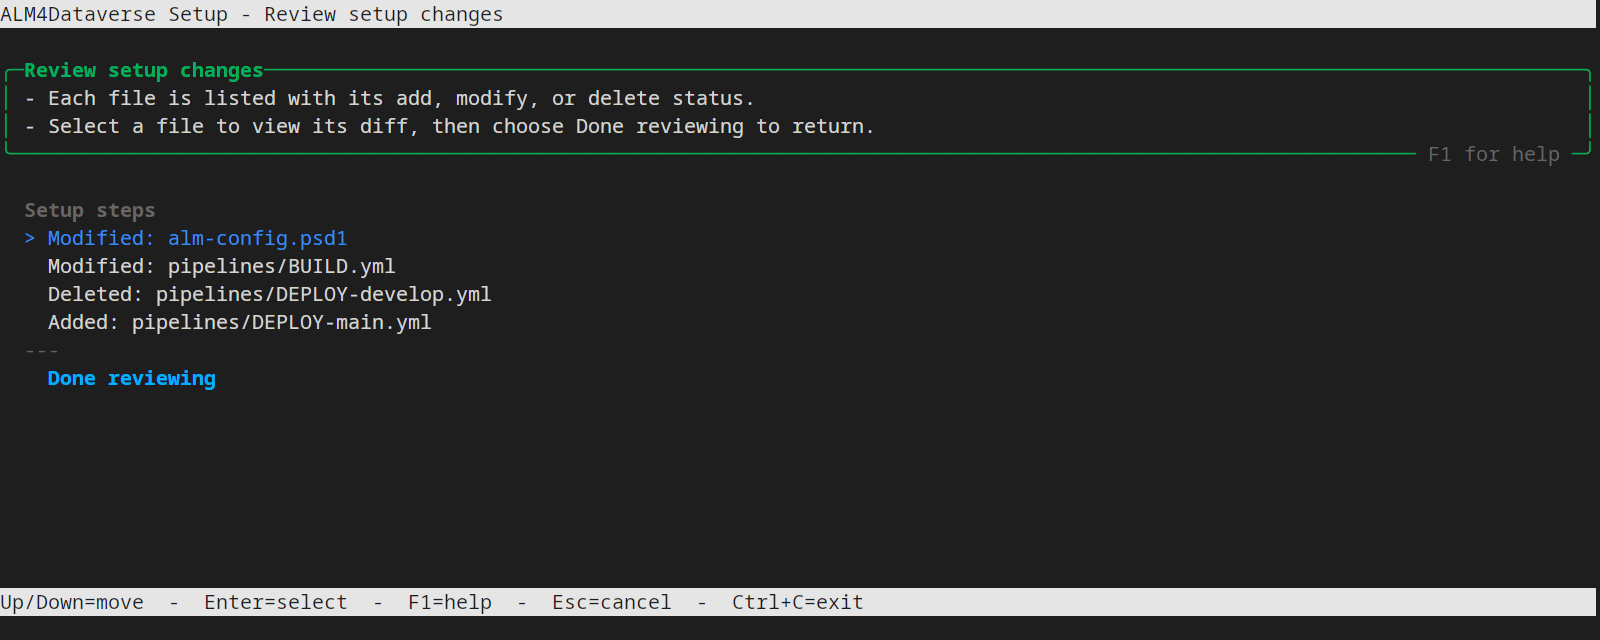 ALM4Dataverse Setup - Review setup changes
Review setup changes
- Each file is listed with its add, modify, or delete status.
- Select a file to view its diff, then choose Done reviewing to return.
F1 for help
Setup steps
> Modified: alm-config.psd1
Modified: pipelines/BUILD.yml
Deleted: pipelines/DEPLOY-develop.yml
Added: pipelines/DEPLOY-main.yml
---
Done reviewing
Up/Down=move  -  Enter=select  -  F1=help  -  Esc=cancel  -  Ctrl+C=exit